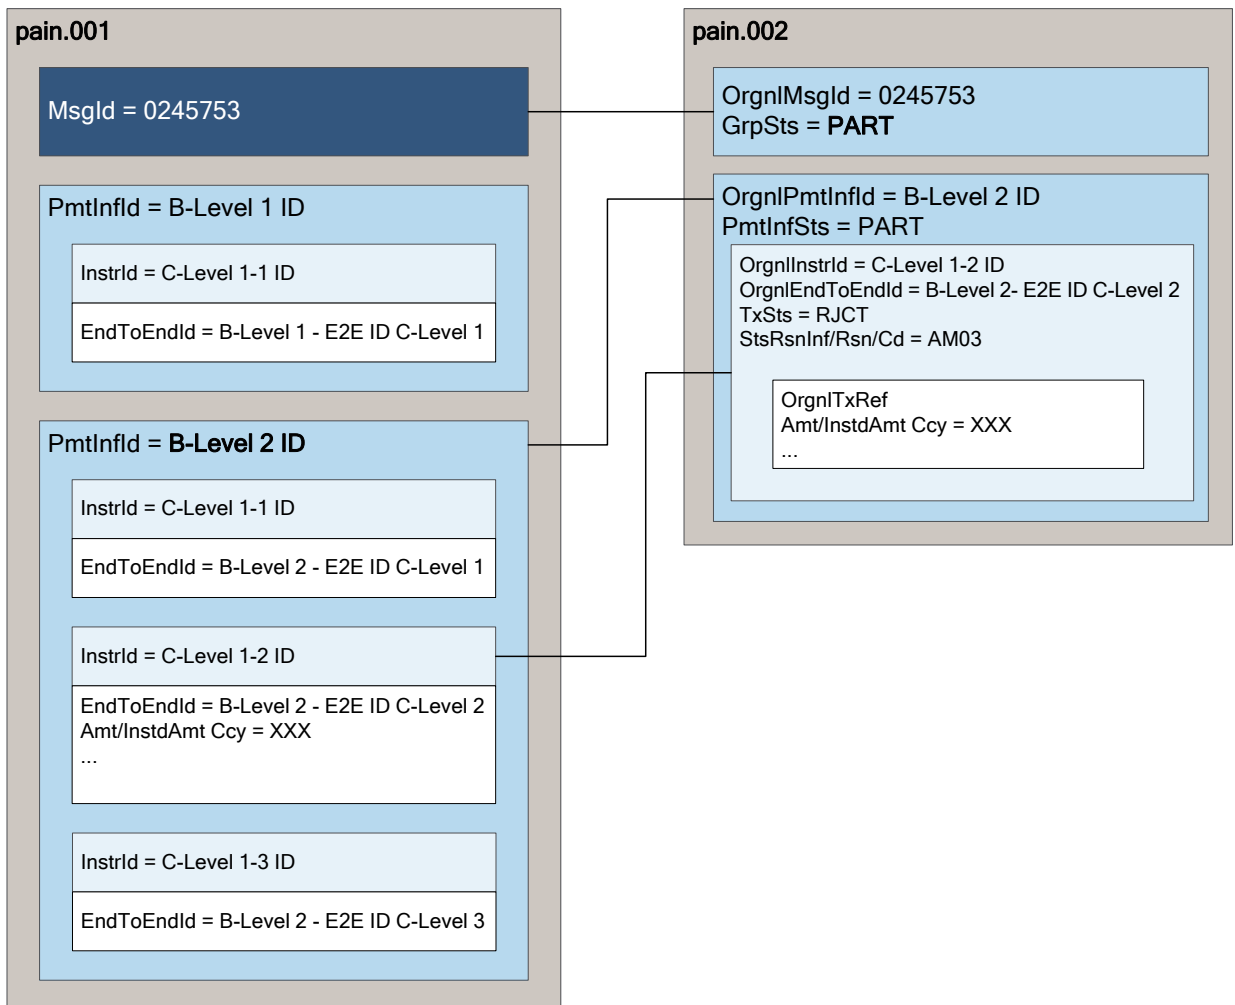 pain.001
MsgId = 0245753
PmtInfId = B-Level 1 ID
InstrId = C-Level 1-1 ID
EndToEndId = B-Level 1 - E2E ID C-Level 1
PmtInfId = B-Level 2 ID
InstrId = C-Level 1-1 ID
EndToEndId = B-Level 2 - E2E ID C-Level 1
InstrId = C-Level 1-2 ID
EndToEndId = B-Level 2 - E2E ID C-Level 2
Amt/InstdAmt Ccy = XXX
...
InstrId = C-Level 1-3 ID
EndToEndId = B-Level 2 - E2E ID C-Level 3
pain.002
OrgnlMsgId = 0245753
GrpSts = PART
OrgnlPmtInfId = B-Level 2 ID
PmtInfSts = PART
OrgnlInstrId = C-Level 1-2 ID
OrgnlEndToEndId = B-Level 2- E2E ID C-Level 2
TxSts = RJCT
StsRsnInf/Rsn/Cd = AM03
OrgnlTxRef
Amt/InstdAmt Ccy = XXX
...